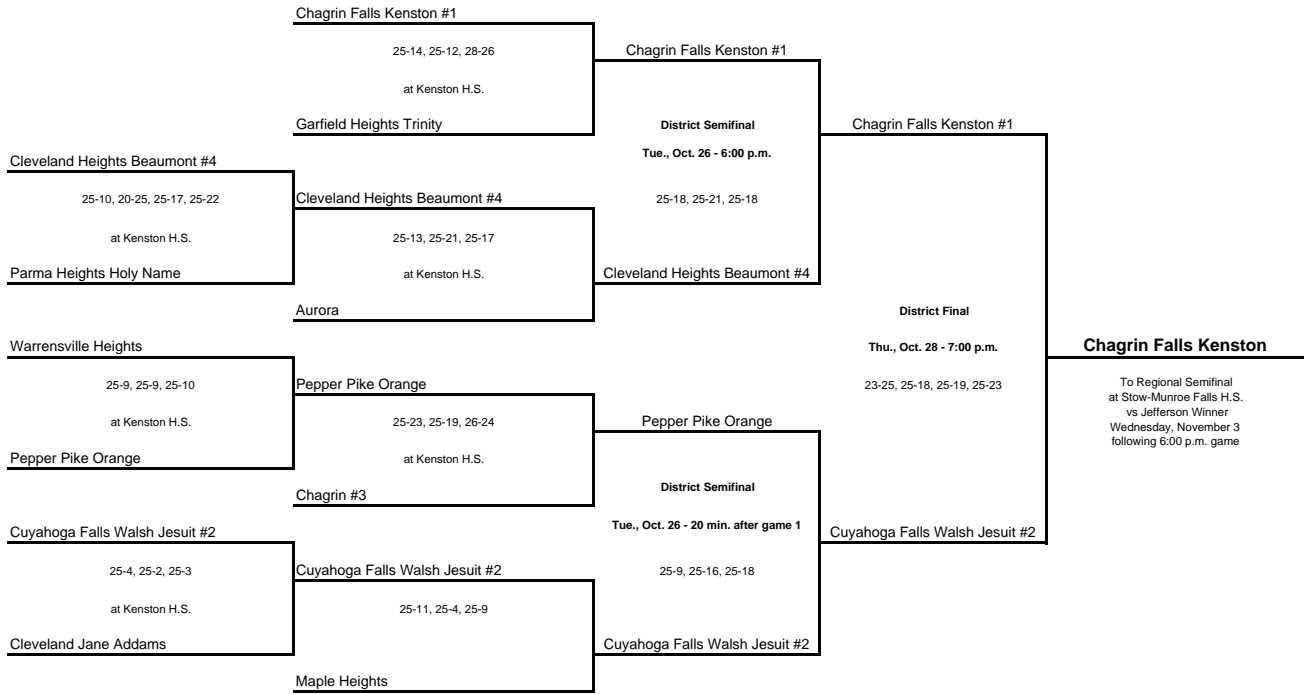 Chagrin Falls Kenston #1
25-14, 25-12, 28-26
at Kenston H.S.
Garfield Heights Trinity
Cleveland Heights Beaumont #4
25-10, 20-25, 25-17, 25-22
at Kenston H.S.
Parma Heights Holy Name
Cleveland Heights Beaumont #4
25-13, 25-21, 25-17
at Kenston H.S.
Aurora
Warrensville Heights
25-9, 25-9, 25-10
at Kenston H.S.
Pepper Pike Orange
Pepper Pike Orange
25-23, 25-19, 26-24
at Kenston H.S.
Chagrin #3
Cuyahoga Falls Walsh Jesuit #2
25-4, 25-2, 25-3
at Kenston H.S.
Cleveland Jane Addams
Cuyahoga Falls Walsh Jesuit #2
25-11, 25-4, 25-9
Maple Heights
Chagrin Falls Kenston #1
District Semifinal
Tue., Oct. 26 - 6:00 p.m.
25-18, 25-21, 25-18
Cleveland Heights Beaumont #4
Pepper Pike Orange
District Semifinal
Tue., Oct. 26 - 20 min. after game 1
25-9, 25-16, 25-18
Cuyahoga Falls Walsh Jesuit #2
Chagrin Falls Kenston #1
District Final
Thu., Oct. 28 - 7:00 p.m.
23-25, 25-18, 25-19, 25-23
Cuyahoga Falls Walsh Jesuit #2
Chagrin Falls Kenston
To Regional Semifinal
at Stow-Munroe Falls H.S.
vs Jefferson Winner
Wednesday, November 3
following 6:00 p.m. game